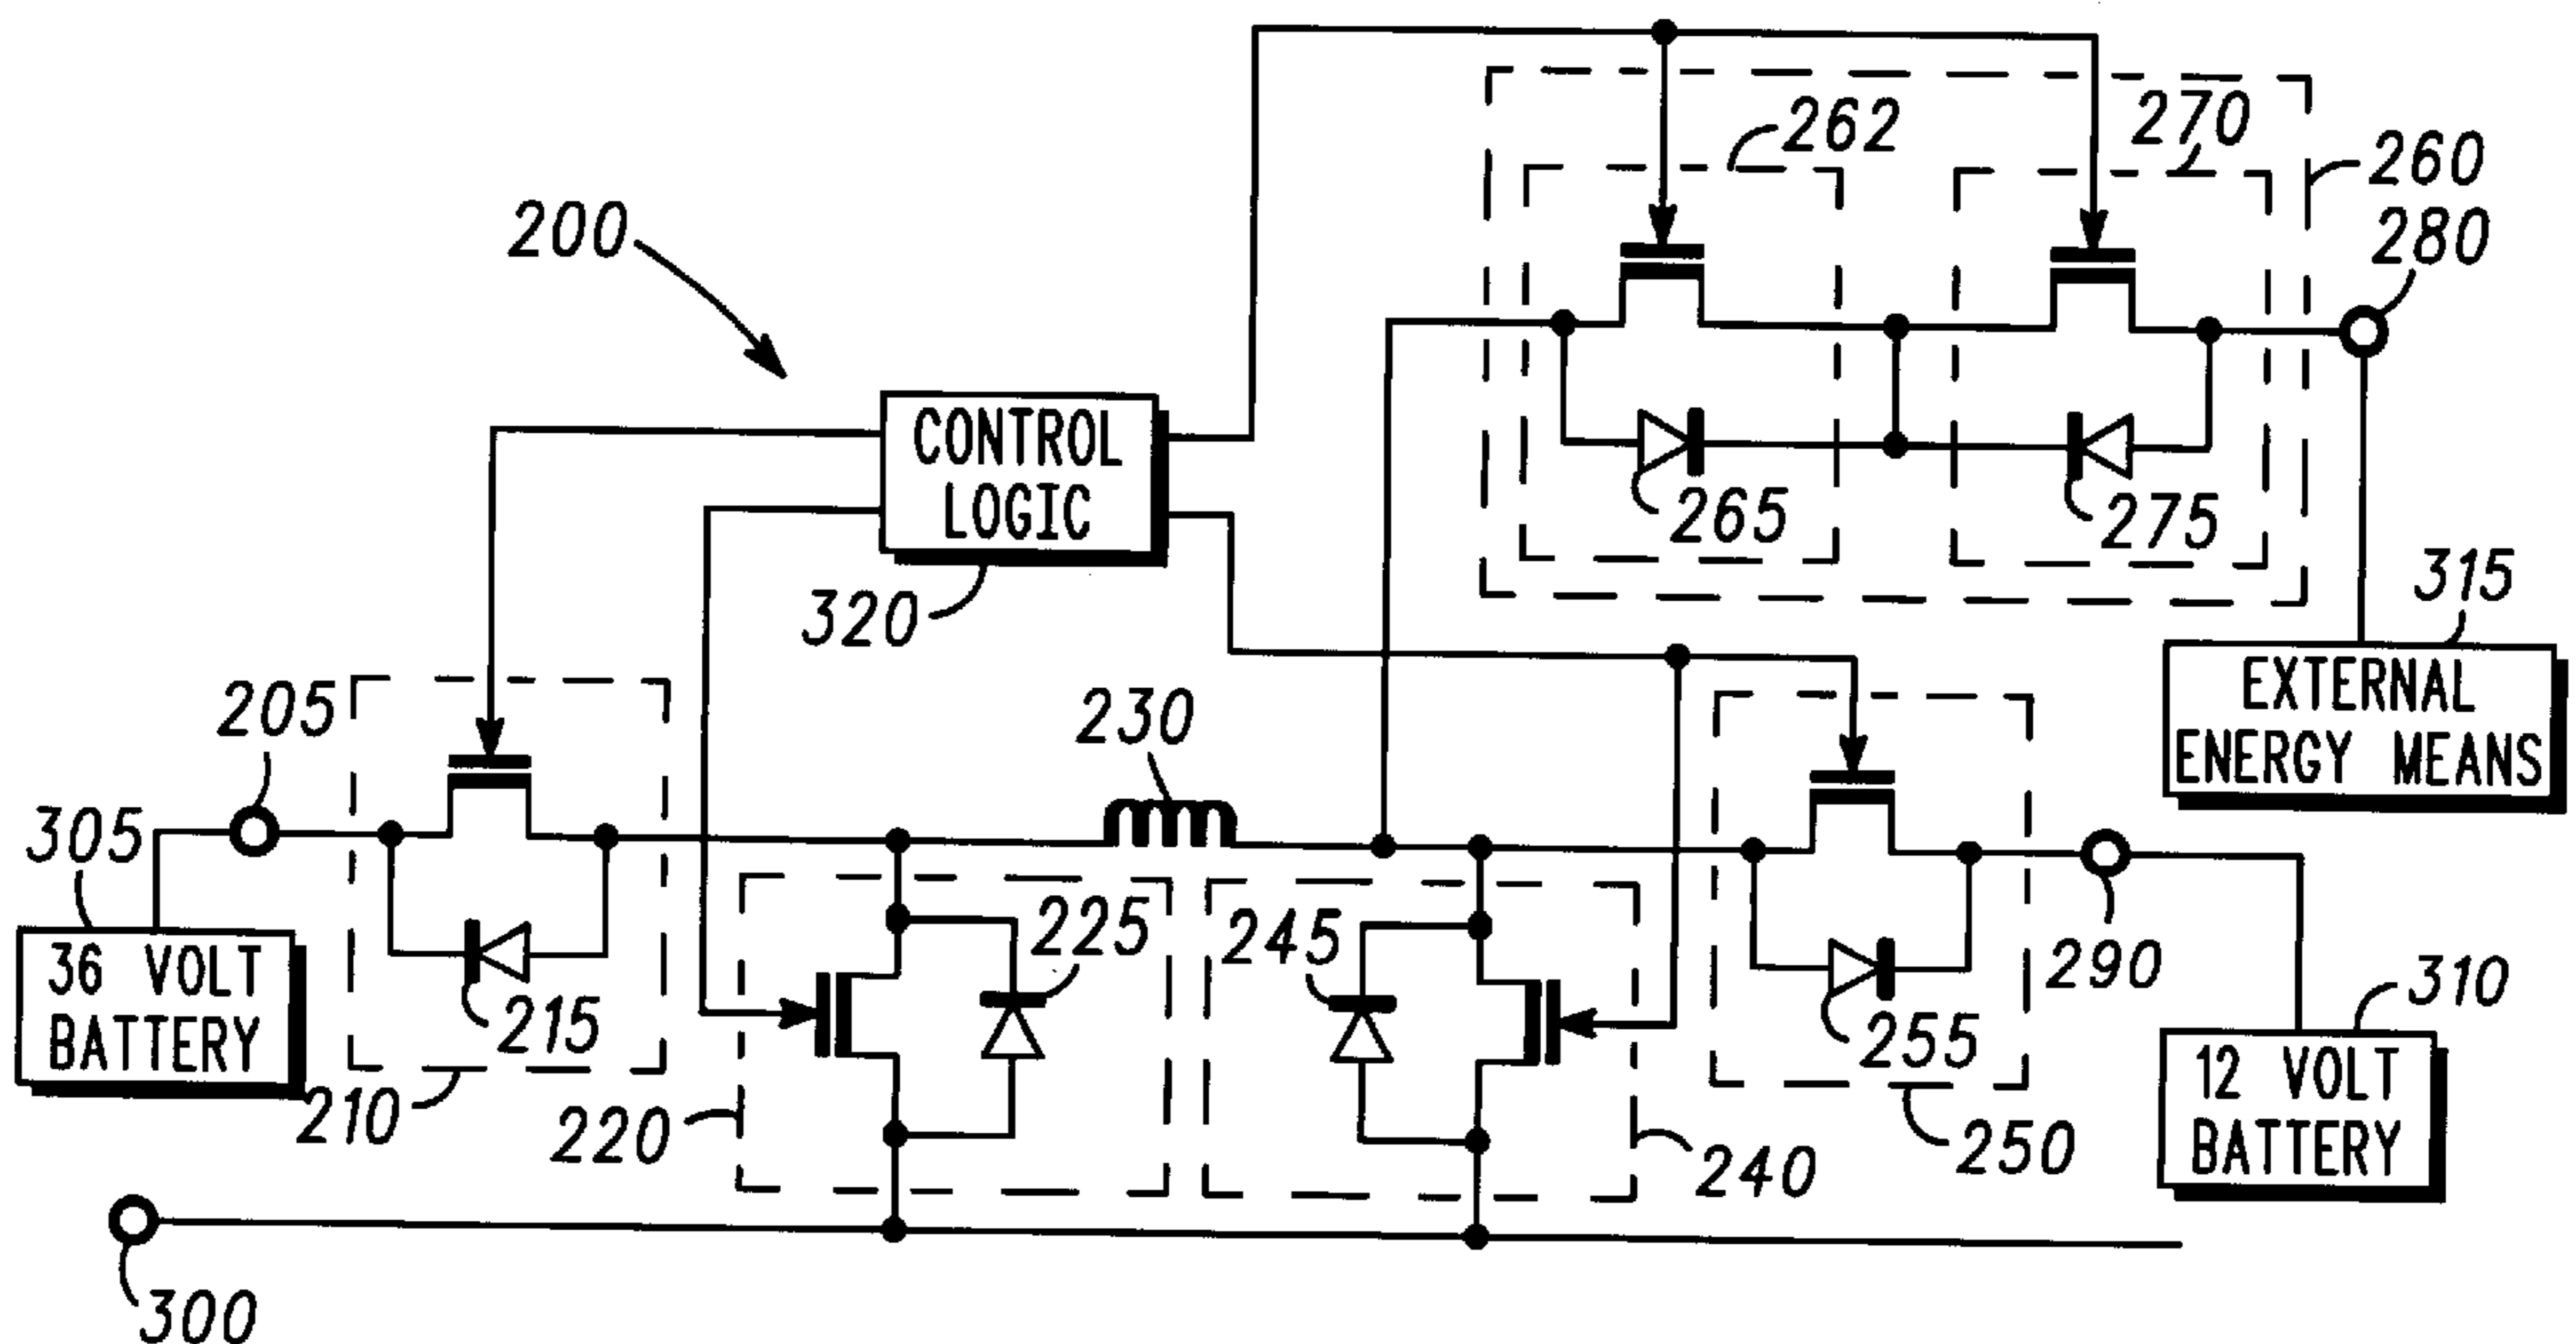 262
270
260
200
280
CONTROL
LOGIC
265
275
320
315
EXTERNAL
ENERGY MEANS
205
230
305
36 VOLT
BATTERY
225
245
290
215
255
310
12 VOLT
BATTERY
210
220
240
250
300